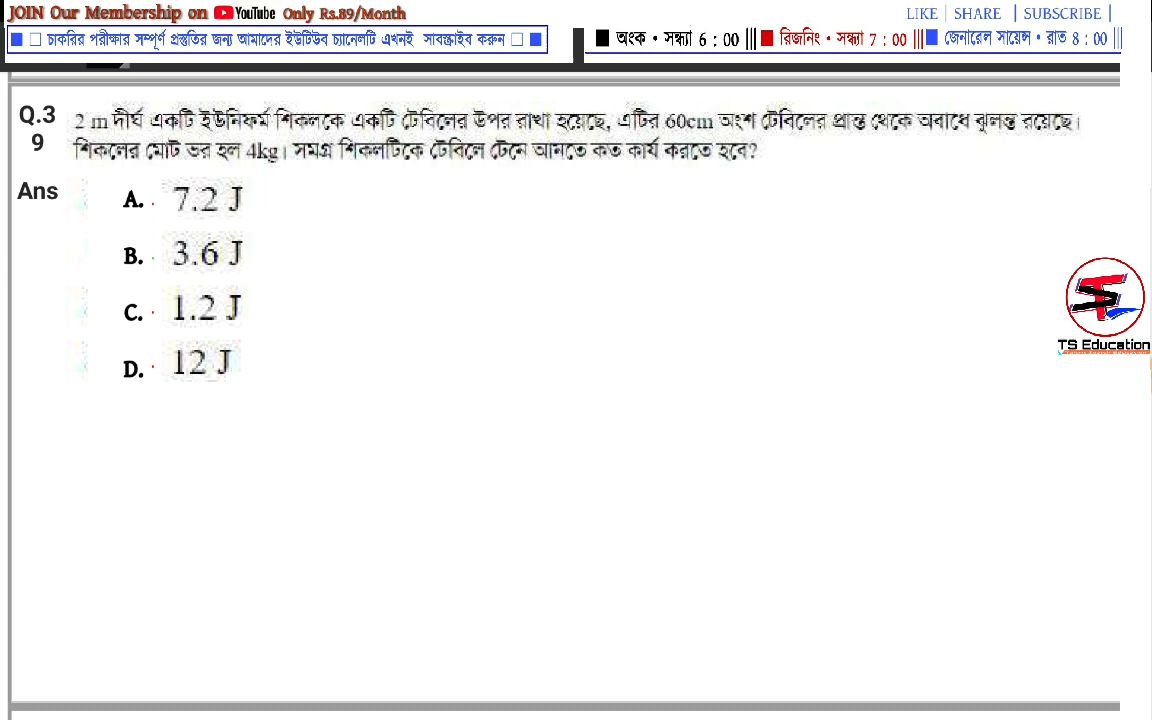 JOIN Our Membership on YouTube Only Rs.89/Month
LIKE | SHARE | SUBSCRIBE |
■ □ চাকরির পরীক্ষার সম্পূর্ণ প্রস্তুতির জন্য আমাদের ইউটিউব চ্যানেলটি এখনই সাবস্ক্রাইব করুন □ ■
■ অংক • সন্ধ্যা 6 : 00 ||| ■ রিজনিং • সন্ধ্যা 7 : 00 ||| ■ জেনারেল সায়েন্স • রাত 8 : 00 |||
Q.39 2 m দীর্ঘ একটি ইউনিফর্ম শিকলকে একটি টেবিলের উপর রাখা হয়েছে, এটির 60cm অংশ টেবিলের প্রান্ত থেকে অবাধে ঝুলন্ত রয়েছে।
শিকলের মোট ভর হল 4kg। সমগ্র শিকলটিকে টেবিলে টেনে আনতে কত কার্য করতে হবে?
Ans A. 7.2 J
B. 3.6 J
C. 1.2 J
D. 12 J
TS Education